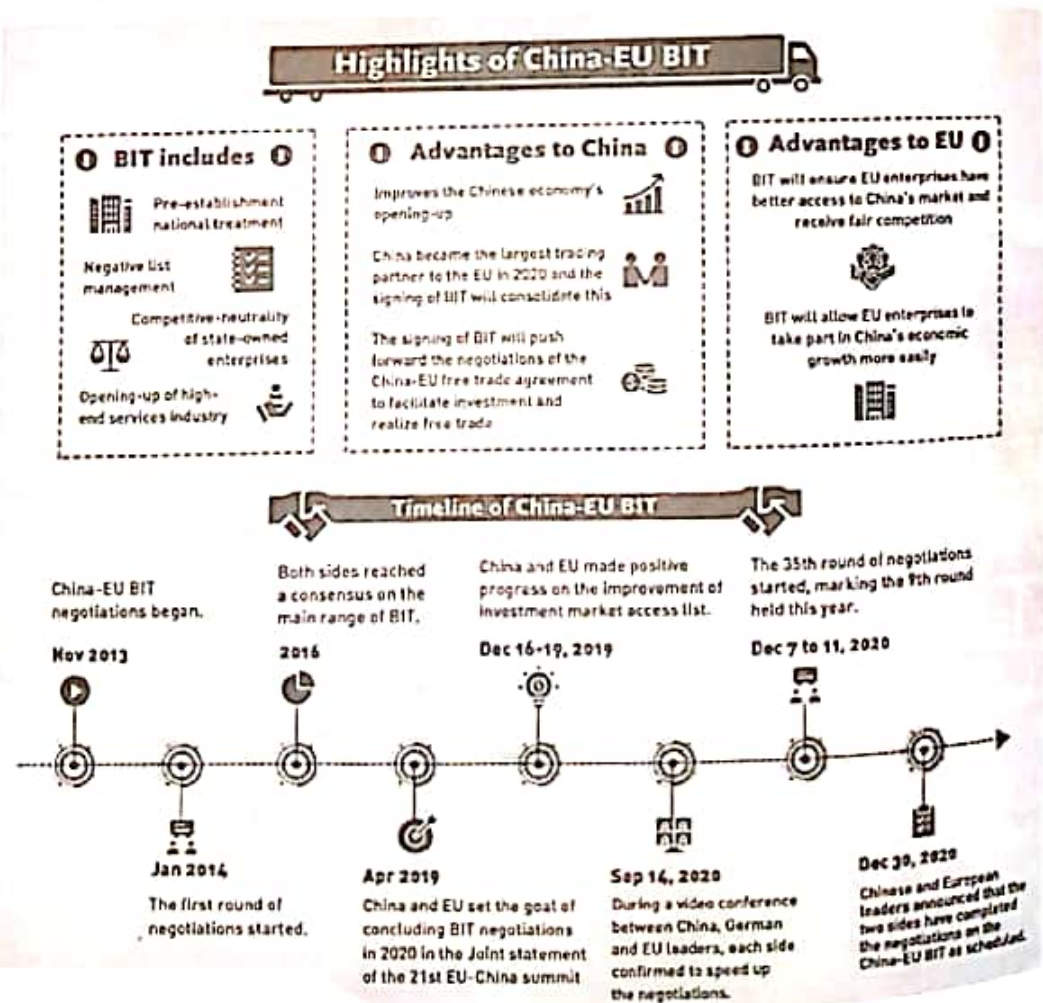 Highlights of China-EU BIT
BIT includes
Pre-establishment
national treatment
Negative list
management
Competitive-neutrality
of state-owned
enterprises
Opening-up of high-
end services industry
Advantages to China
Improves the Chinese economy's
opening-up
China became the largest trading
partner to the EU in 2020 and the
signing of BIT will consolidate this
The signing of BIT will push
forward the negotiations of the
China-EU free trade agreement
to facilitate investment and
realize free trade
Advantages to EU
BIT will ensure EU enterprises have
better access to China's market and
receive fair competition
BIT will allow EU enterprises to
take part in China's economic
growth more easily
Timeline of China-EU BIT
China-EU BIT
negotiations began.
Nov 2013
Jan 2014
The first round of
negotiations started.
Both sides reached
a consensus on the
main range of BIT.
2016
Apr 2019
China and EU set the goal of
concluding BIT negotiations
in 2020 in the Joint statement
of the 21st EU-China summit
China and EU made positive
progress on the improvement of
investment market access list.
Dec 16-19, 2019
Sep 14, 2020
During a video conference
between China, German
and EU leaders, each side
confirmed to speed up
the negotiations.
The 35th round of negotiations
started, marking the 9th round
held this year.
Dec 7 to 11, 2020
Dec 30, 2020
Chinese and European
leaders announced that the
two sides have completed
the negotiations on the
China-EU BIT as scheduled.